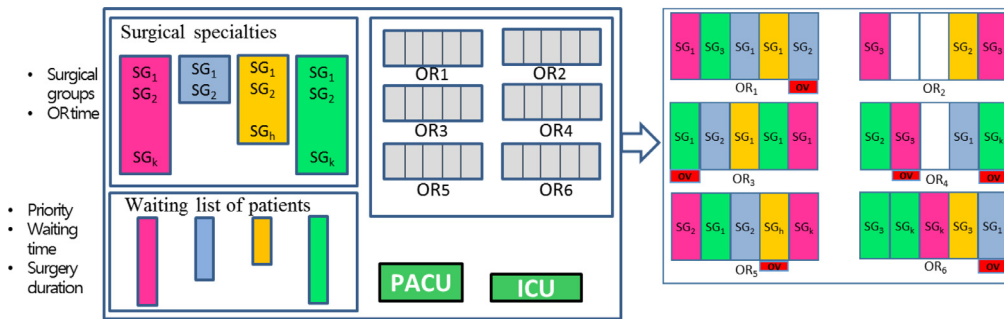 Surgical specialties
• Surgical groups
• OR time
SG₁ SG₁ SG₁ SG₁
SG₂ SG₂ SG₂ SG₂
SGₕ
SGₖ SGₖ
Waiting list of patients
• Priority
• Waiting time
• Surgery duration
OR1 OR2
OR3 OR4
OR5 OR6
PACU ICU
SG₁ SG₃ SG₁ SG₁ SG₂
OV
OR₁
SG₃ SG₂ SG₃
OR₂
SG₁ SG₂ SG₁ SG₁ SG₁
OV
OR₃
SG₂ SG₃ SG₁ SGₖ
OV OV
OR₄
SG₂ SG₁ SG₂ SGₕ SGₖ
OV
OR₅
SG₃ SGₖ SGₖ SG₃ SG₁
OV
OR₆